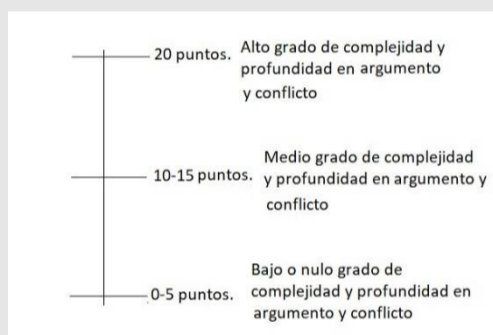 20 puntos. Alto grado de complejidad y
profundidad en argumento
y conflicto
Medio grado de complejidad
10-15 puntos. y profundidad en argumento y
conflicto
Bajo o nulo grado de
0-5 puntos. complejidad y profundidad en
argumento y conflicto